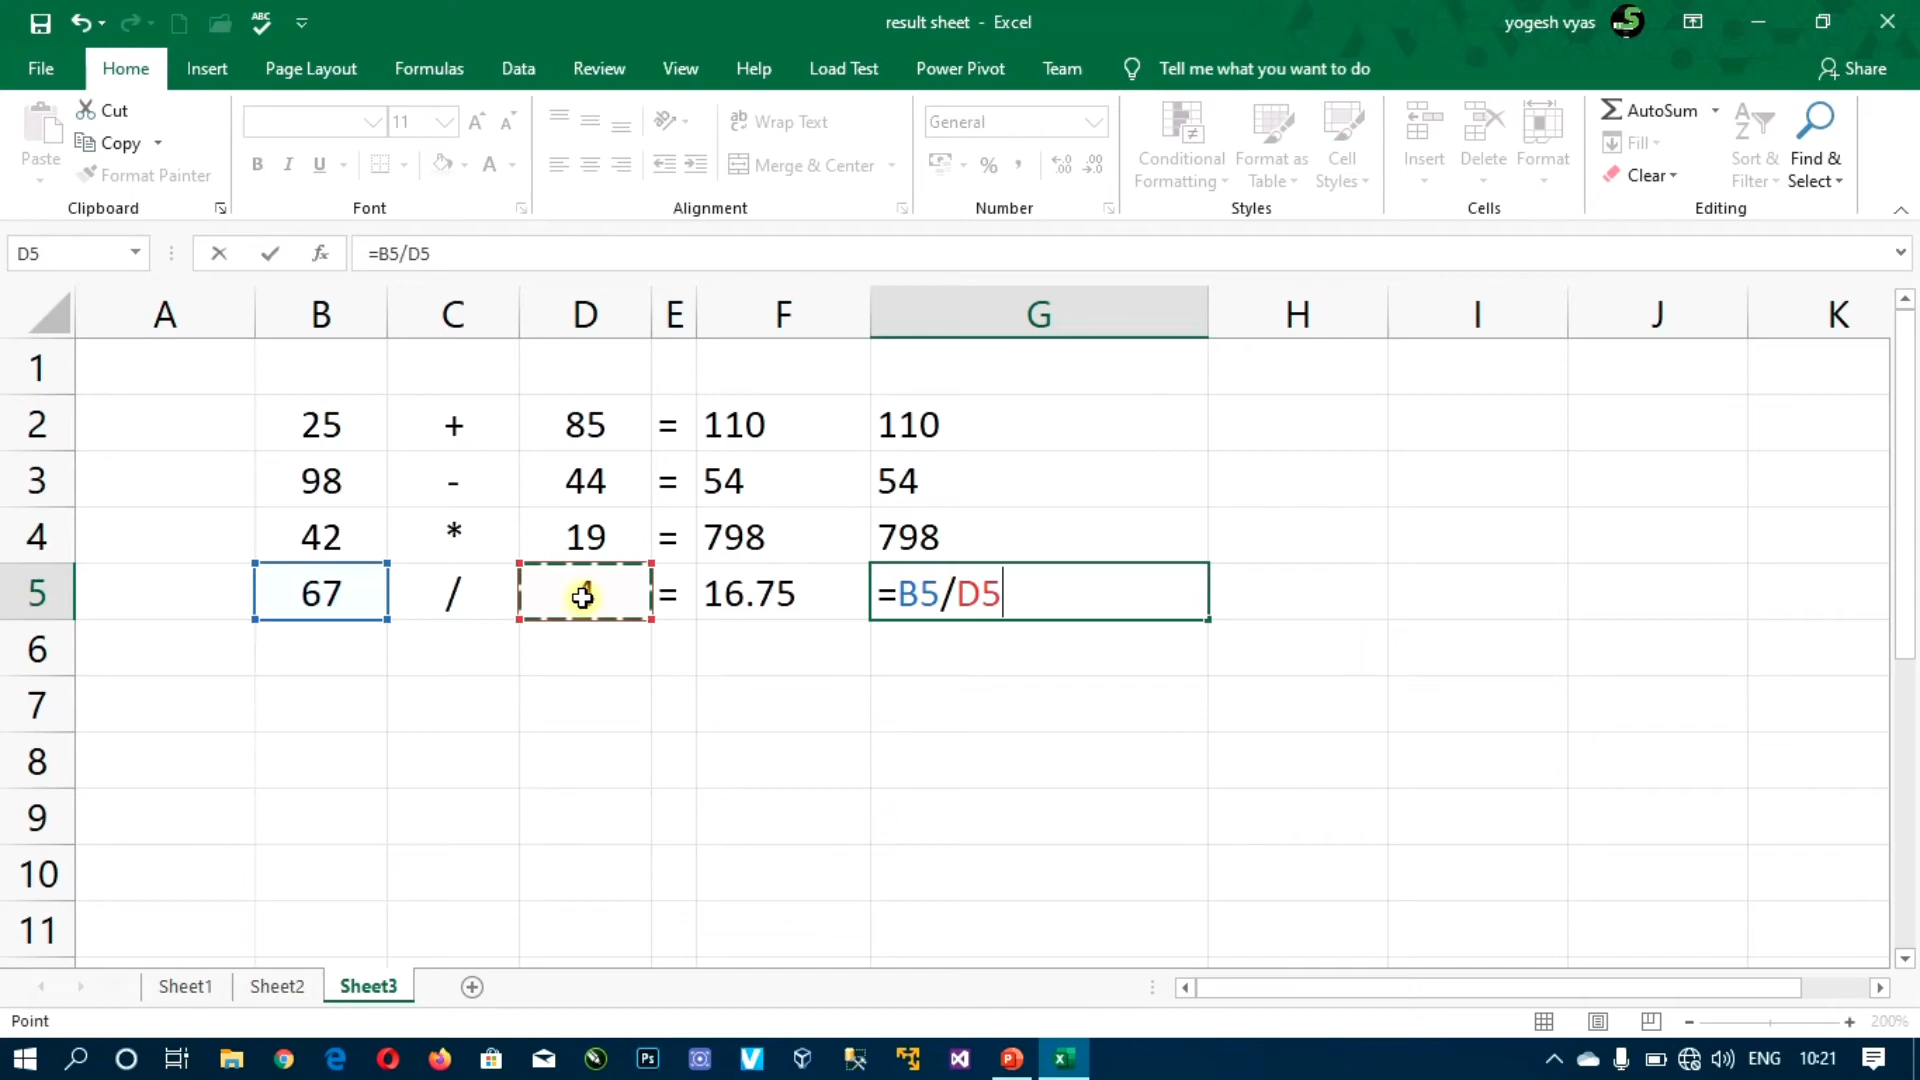 ABC
result sheet - Excel
yogesh vyas
File Home Insert Page Layout Formulas Data Review View Help Load Test Power Pivot Team Tell me what you want to do Share
Paste
Cut
Copy
Format Painter
Clipboard
11
B I U
Font
Wrap Text
Merge & Center
Alignment
General
Number
Conditional Formatting
Format as Table
Cell Styles
Styles
Insert
Delete
Format
Cells
AutoSum
Fill
Clear
Sort & Filter
Find & Select
Editing
D5 fx =B5/D5
A B C D E F G H I J K
1
2 25 + 85 = 110 110
3 98 - 44 = 54 54
4 42 * 19 = 798 798
5 67 / 4 = 16.75 =B5/D5
6
7
8
9
10
11
Sheet1 Sheet2 Sheet3
Point
200%
ENG 10:21